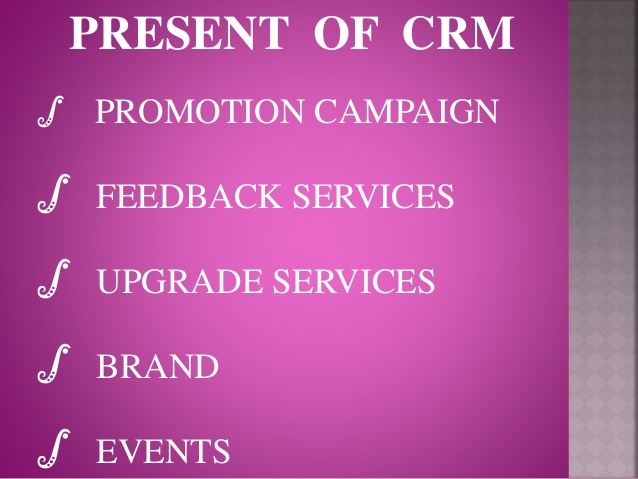 PRESENT OF CRM
PROMOTION CAMPAIGN
FEEDBACK SERVICES
UPGRADE SERVICES
BRAND
EVENTS